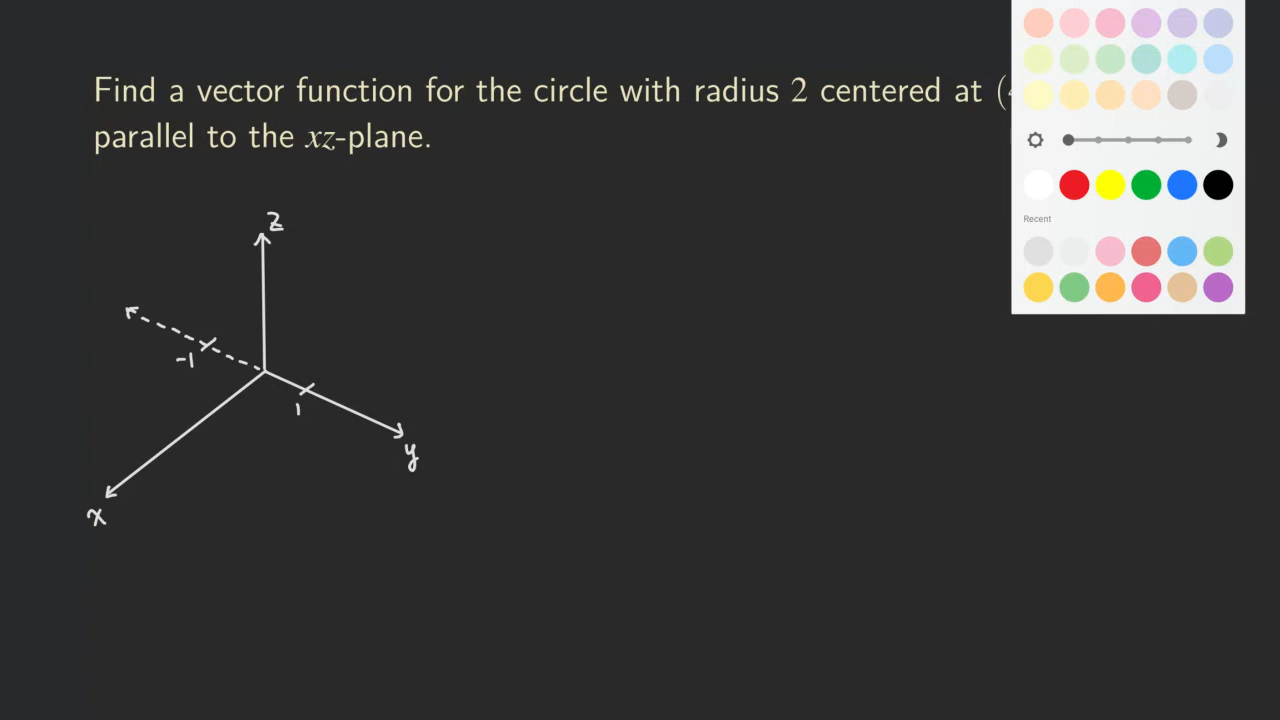 Find a vector function for the circle with radius 2 centered at (
parallel to the xz-plane.
Recent
z
-1
1
y
x